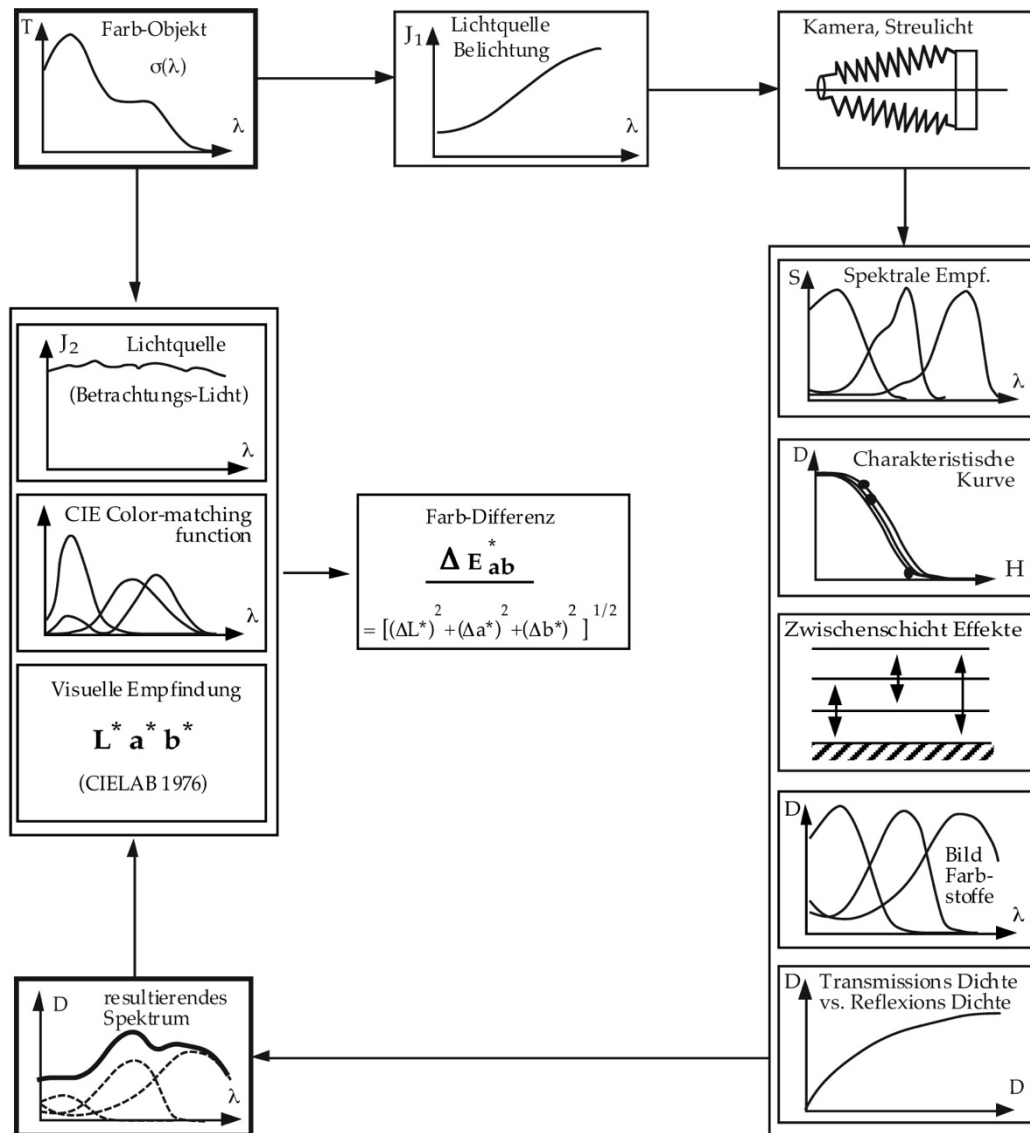 T
Farb-Objekt
σ(λ)
λ
J1
Lichtquelle
Belichtung
λ
Kamera, Streulicht
S
Spektrale Empf.
λ
D
Charakteristische
Kurve
H
Zwischenschicht Effekte
D
Bild
Farb-
stoffe
λ
D
Transmissions Dichte
vs. Reflexions Dichte
D
J2
Lichtquelle
(Betrachtungs-Licht)
λ
CIE Color-matching
function
λ
Visuelle Empfindung
L* a* b*
(CIELAB 1976)
Farb-Differenz
Δ E*ab
= [(ΔL*)2 +(Δa*)2 +(Δb*)2 ] 1/2
D
resultierendes
Spektrum
λ